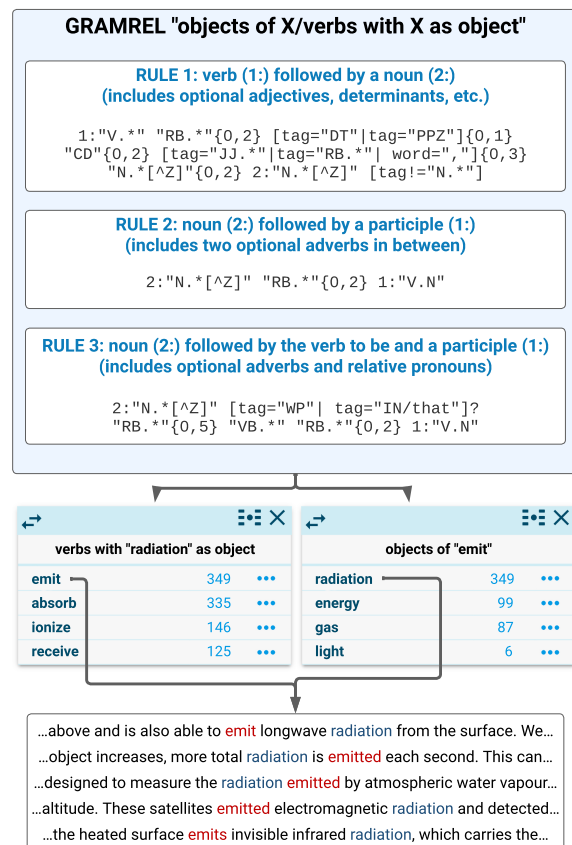 GRAMREL "objects of X/verbs with X as object"
RULE 1: verb (1:) followed by a noun (2:)
(includes optional adjectives, determinants, etc.)
1:"V.*" "RB.*"{0,2} [tag="DT"|tag="PPZ"]{0,1}
"CD"{0,2} [tag="JJ.*"|tag="RB.*"| word=","]{0,3}
"N.*[^Z]"{0,2} 2:"N.*[^Z]" [tag!="N.*"]
RULE 2: noun (2:) followed by a participle (1:)
(includes two optional adverbs in between)
2:"N.*[^Z]" "RB.*"{0,2} 1:"V.N"
RULE 3: noun (2:) followed by the verb to be and a participle (1:)
(includes optional adverbs and relative pronouns)
2:"N.*[^Z]" [tag="WP"| tag="IN/that"]?
"RB.*"{0,5} "VB.*" "RB.*"{0,2} 1:"V.N"
verbs with "radiation" as object
emit 349
absorb 335
ionize 146
receive 125
objects of "emit"
radiation 349
energy 99
gas 87
light 6
...above and is also able to emit longwave radiation from the surface. We...
...object increases, more total radiation is emitted each second. This can...
...designed to measure the radiation emitted by atmospheric water vapour...
...altitude. These satellites emitted electromagnetic radiation and detected...
...the heated surface emits invisible infrared radiation, which carries the...